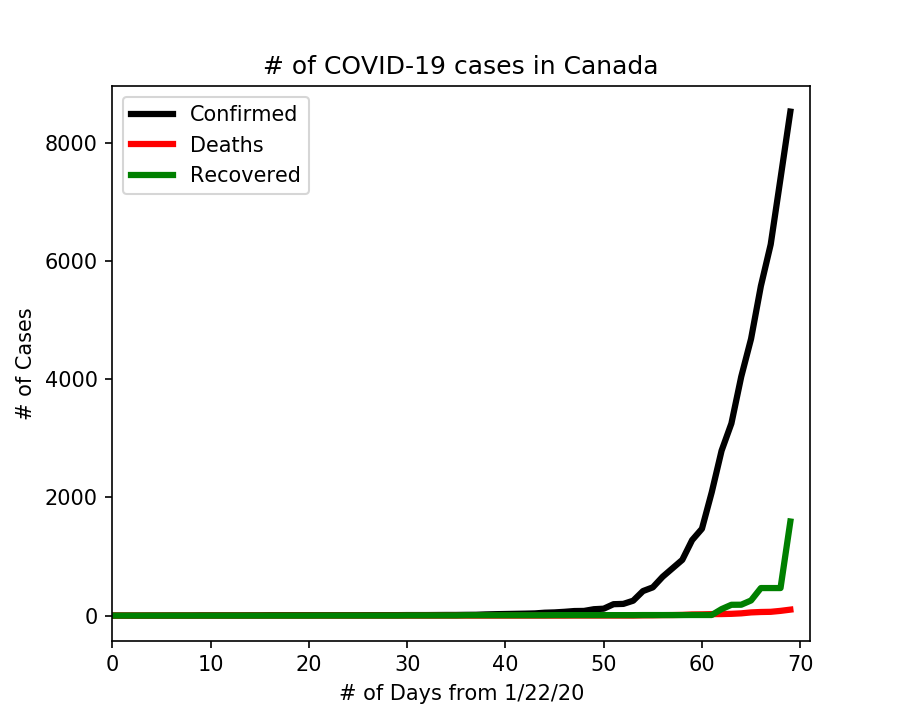 # of COVID-19 cases in Canada
Confirmed
Deaths
Recovered
8000
6000
4000
2000
0
# of Cases
0 10 20 30 40 50 60 70
# of Days from 1/22/20